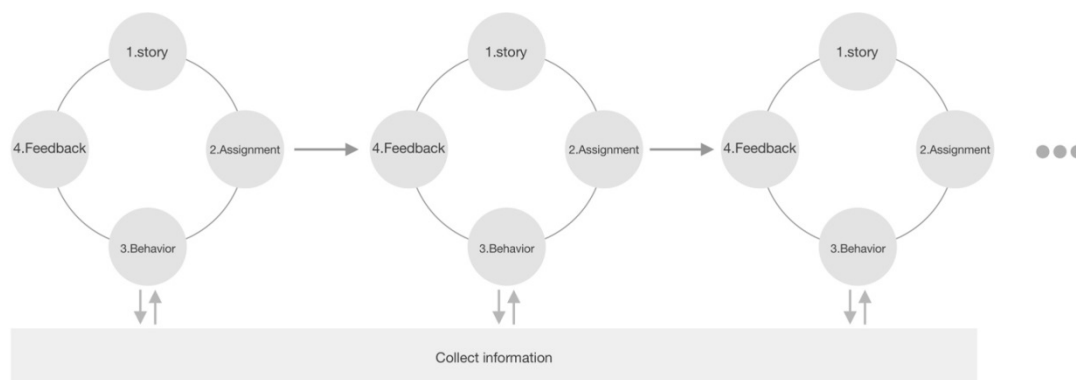 1.story
1.story
1.story
4.Feedback
2.Assignment
4.Feedback
2.Assignment
4.Feedback
2.Assignment
3.Behavior
3.Behavior
3.Behavior
Collect information